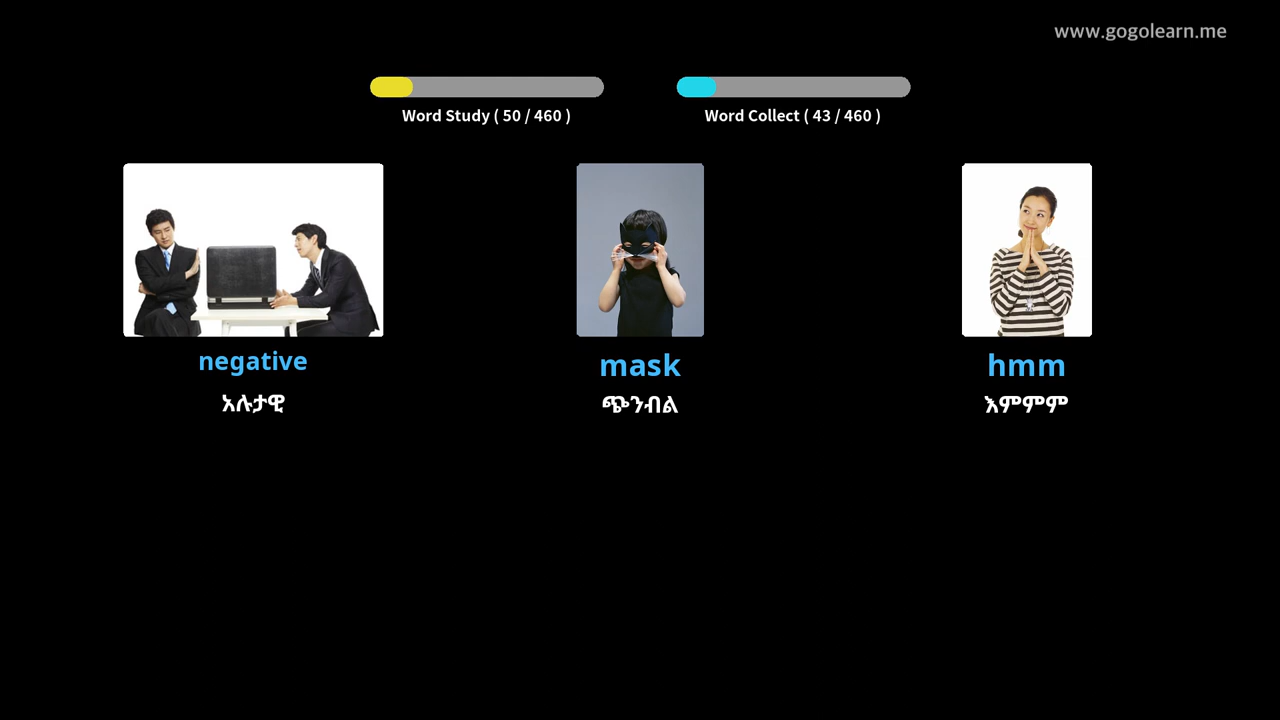 www.gogolearn.me
Word Study ( 50 / 460 )
Word Collect ( 43 / 460 )
negative
አሉታዊ
mask
ጭንብል
hmm
እምምም